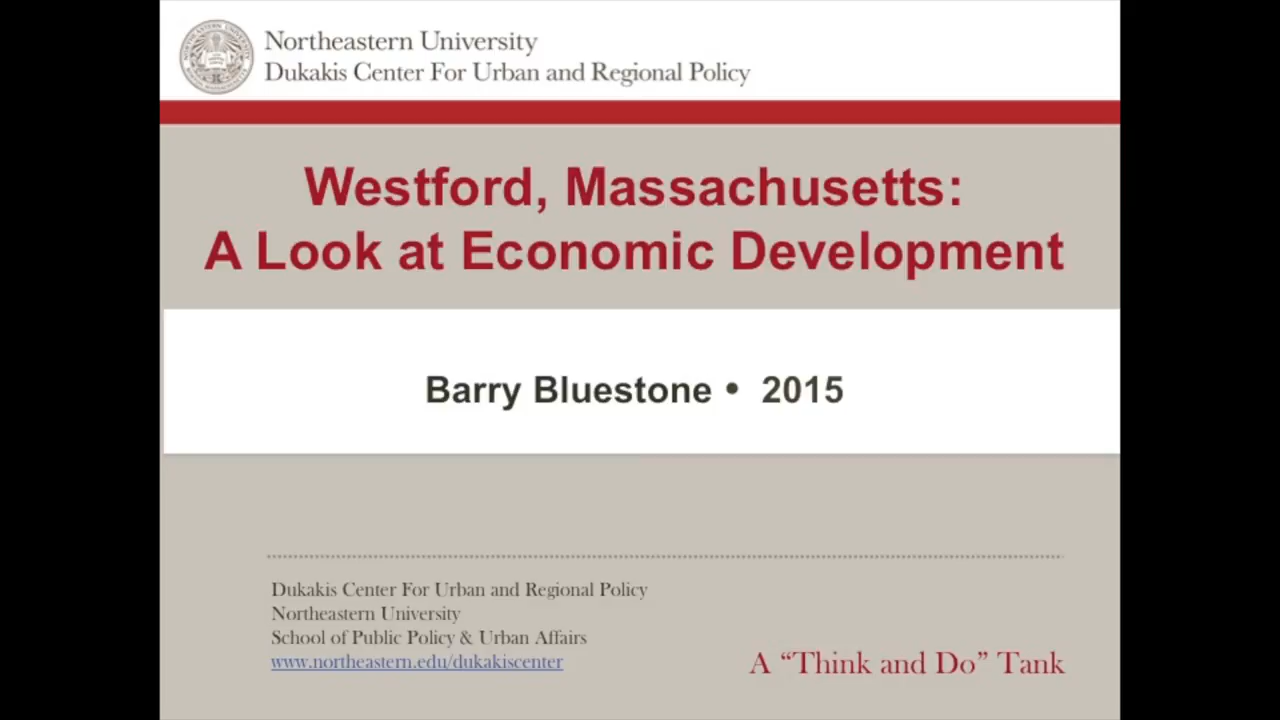 Northeastern University
Dukakis Center For Urban and Regional Policy
Westford, Massachusetts:
A Look at Economic Development
Barry Bluestone • 2015
Dukakis Center For Urban and Regional Policy
Northeastern University
School of Public Policy & Urban Affairs
www.northeastern.edu/dukakiscenter
A “Think and Do” Tank